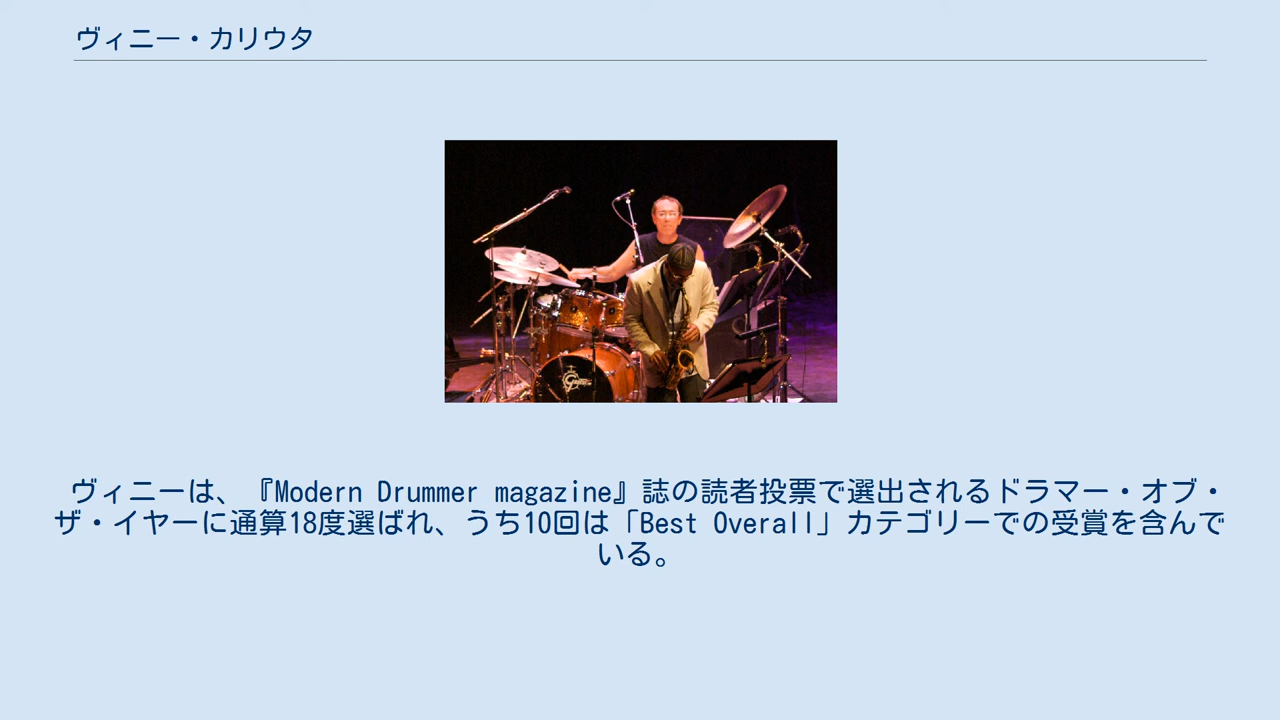 ヴィニー・カリウタ
ヴィニーは、『Modern Drummer magazine』誌の読者投票で選出されるドラマー・オブ・
ザ・イヤーに通算18度選ばれ、うち10回は「Best Overall」カテゴリーでの受賞を含んで
いる。